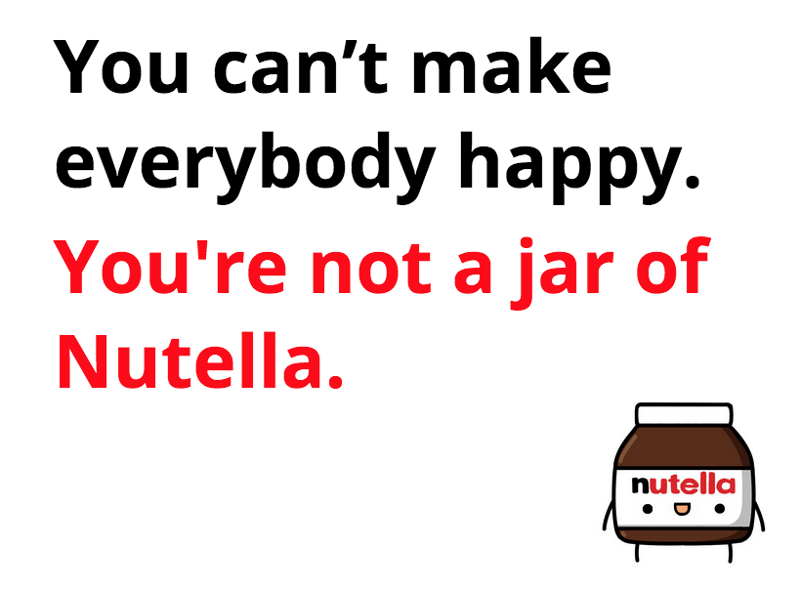 You can’t make
everybody happy.
You're not a jar of
Nutella.
nutella